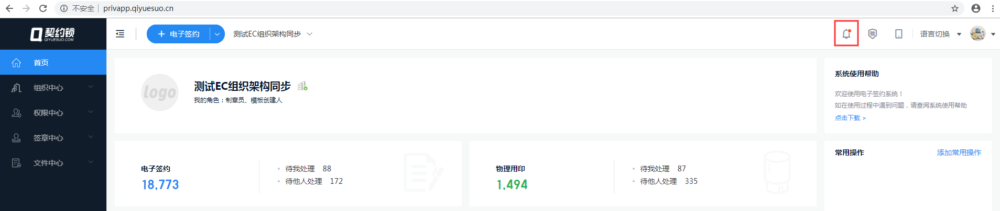 不安全 | privapp.qiyuesuo.cn
契约锁
QIYUESUO.COM
电子签约
测试EC组织架构同步
验
语言切换
首页
组织中心
权限中心
签章中心
文件中心
logo
测试EC组织架构同步
我的角色：制章员、模板创建人
系统使用帮助
欢迎使用电子签约系统！
如在使用过程中遇到问题，请查阅系统使用帮助
点击下载 >
电子签约
18,773
待我处理 88
待他人处理 172
物理用印
1,494
待我处理 87
待他人处理 335
常用操作
添加常用操作